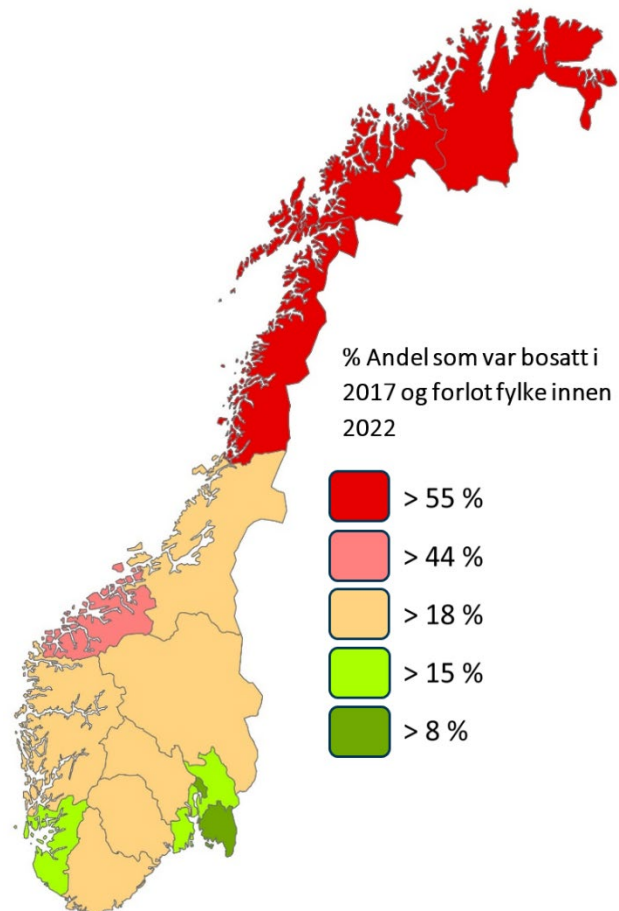 % Andel som var bosatt i
2017 og forlot fylke innen
2022
> 55 %
> 44 %
> 18 %
> 15 %
> 8 %